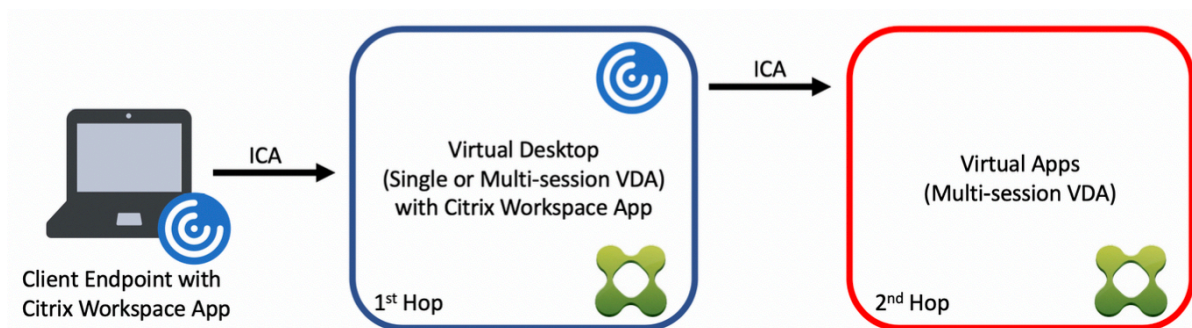 ICA
Client Endpoint with
Citrix Workspace App
Virtual Desktop
(Single or Multi-session VDA)
with Citrix Workspace App
1st Hop
ICA
Virtual Apps
(Multi-session VDA)
2nd Hop